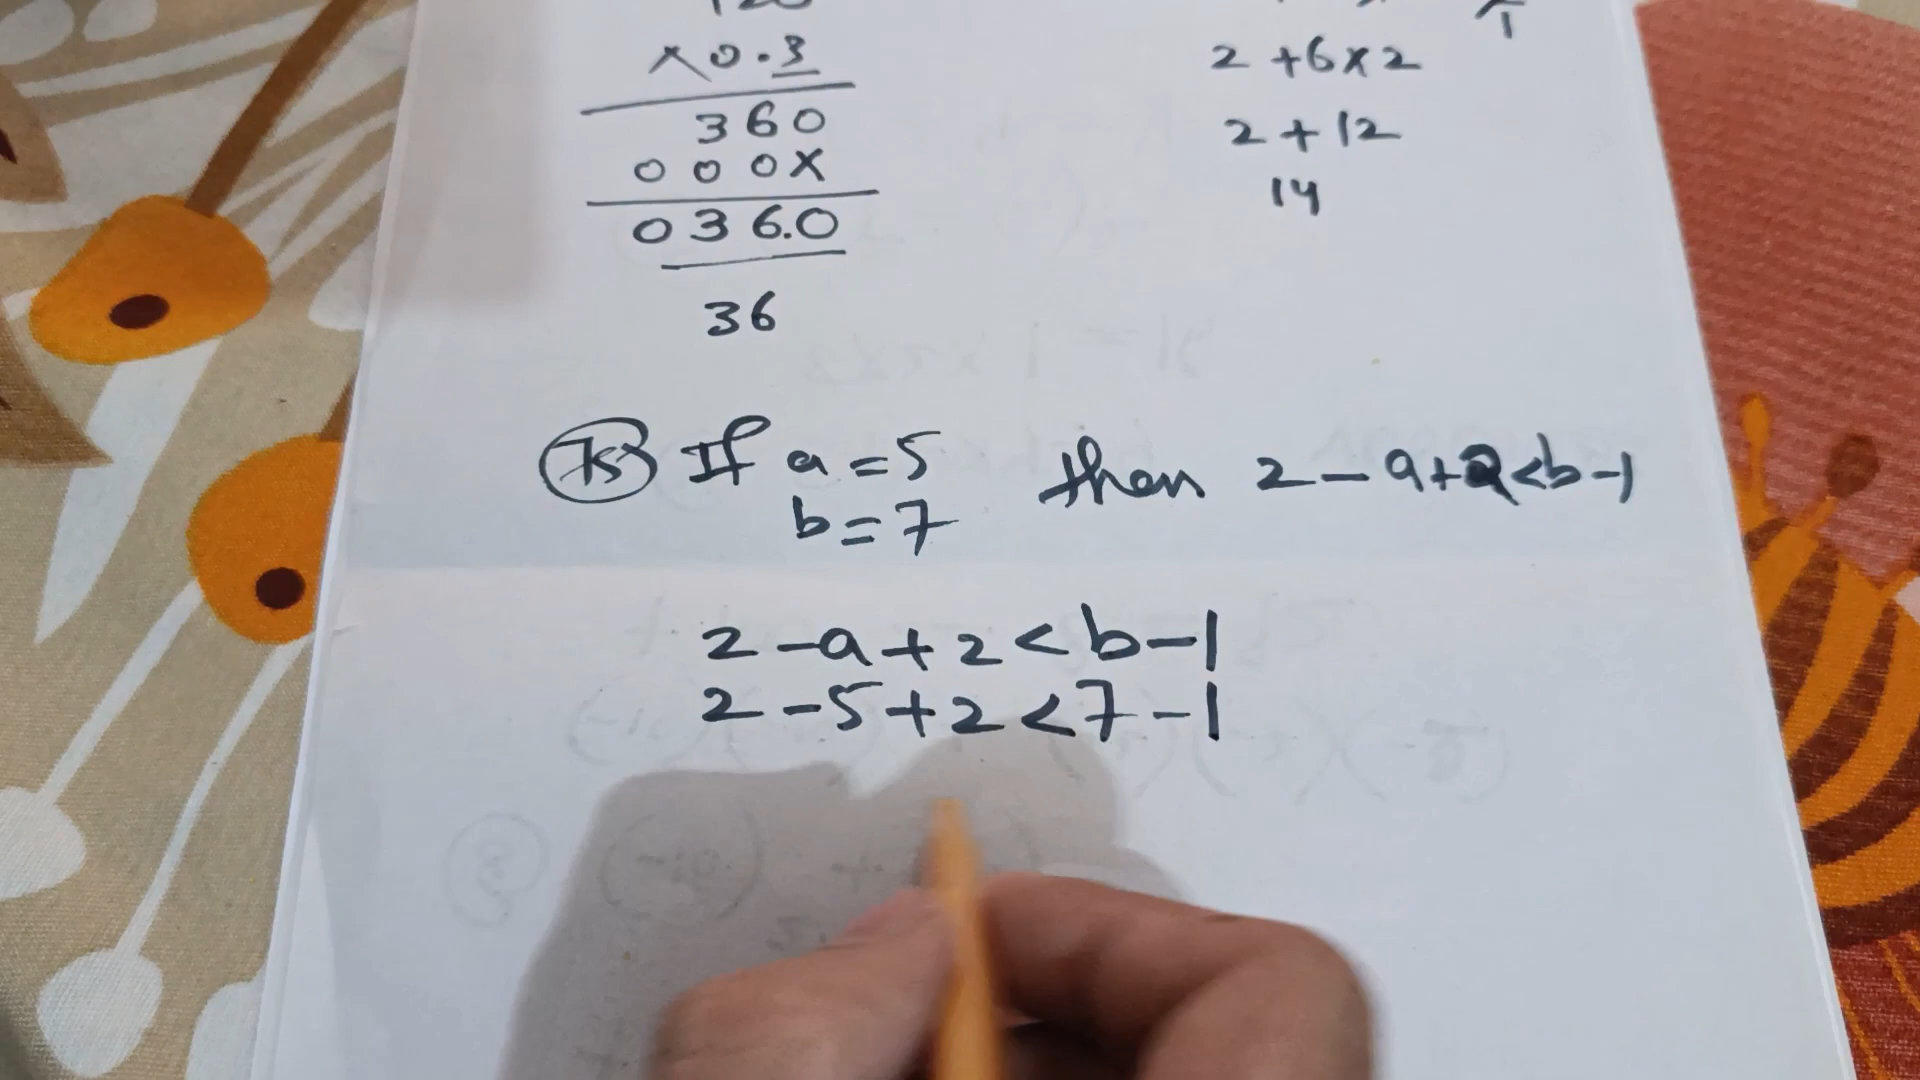 × 0.3
360
000×
036.0
36
2 + 6 × 2
2 + 12
14
75 If a = 5 then 2 - a + 2 < b - 1
b = 7
2 - a + 2 < b - 1
2 - 5 + 2 < 7 - 1